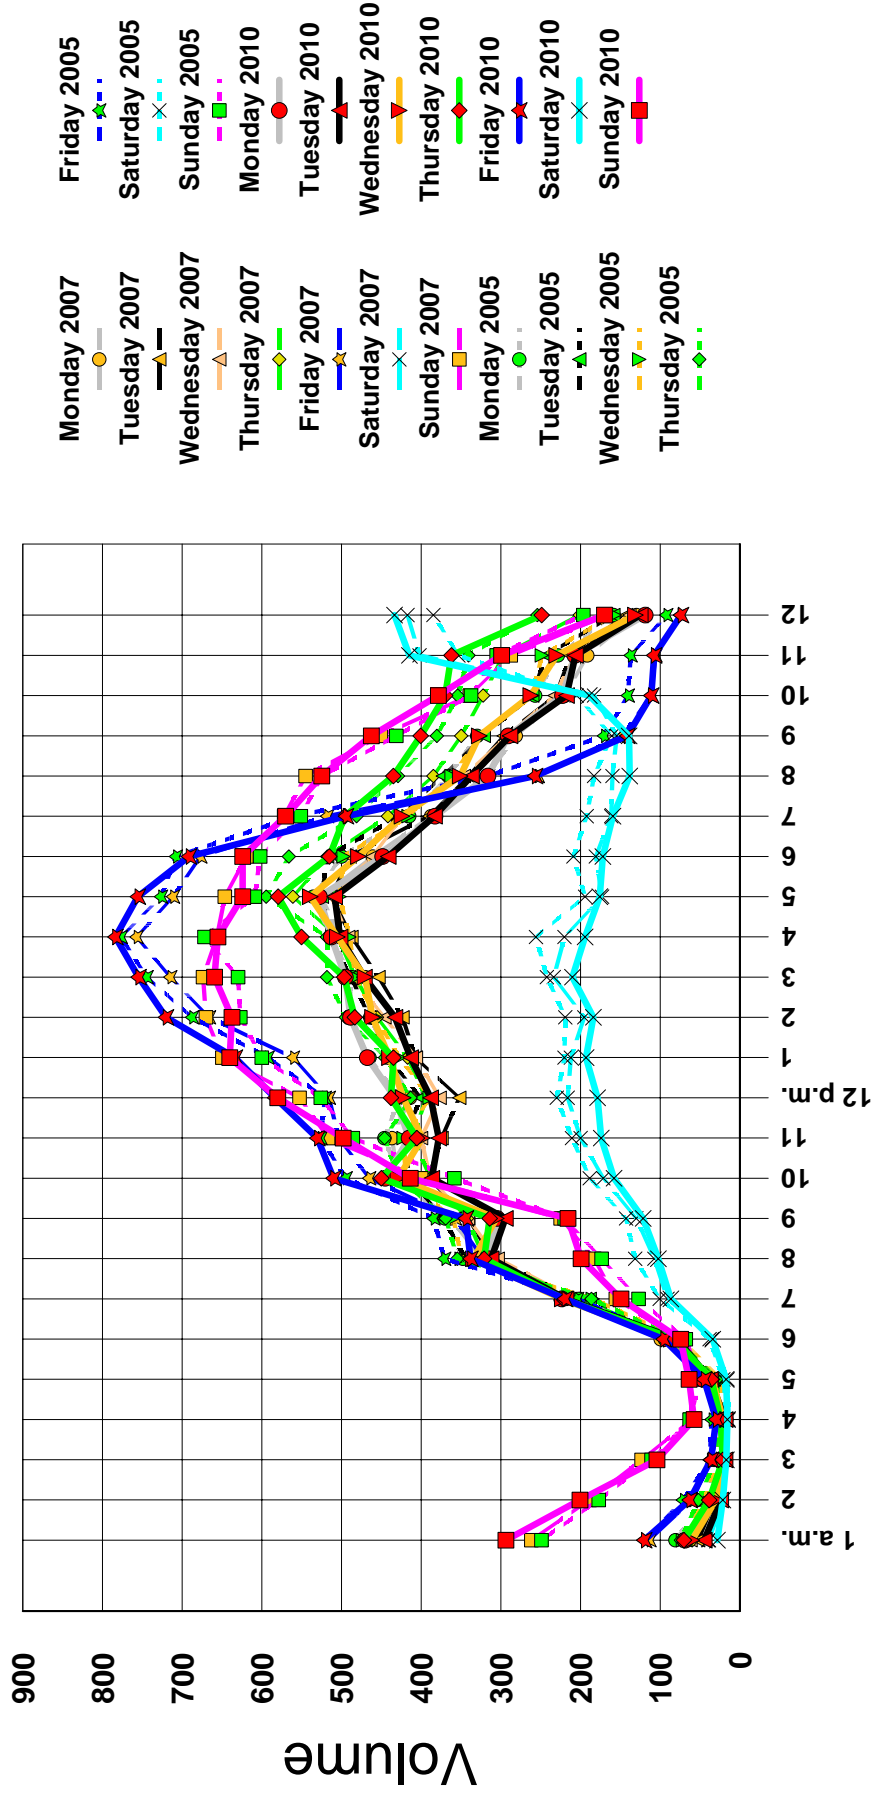 Volume
900
800
700
600
500
400
300
200
100
0
1 a.m.
2
3
4
5
6
7
8
9
10
11
12 p.m.
1
2
3
4
5
6
7
8
9
10
11
12
Monday 2007
Tuesday 2007
Wednesday 2007
Thursday 2007
Friday 2007
Saturday 2007
Sunday 2007
Monday 2005
Tuesday 2005
Wednesday 2005
Thursday 2005
Friday 2005
Saturday 2005
Sunday 2005
Monday 2010
Tuesday 2010
Wednesday 2010
Thursday 2010
Friday 2010
Saturday 2010
Sunday 2010